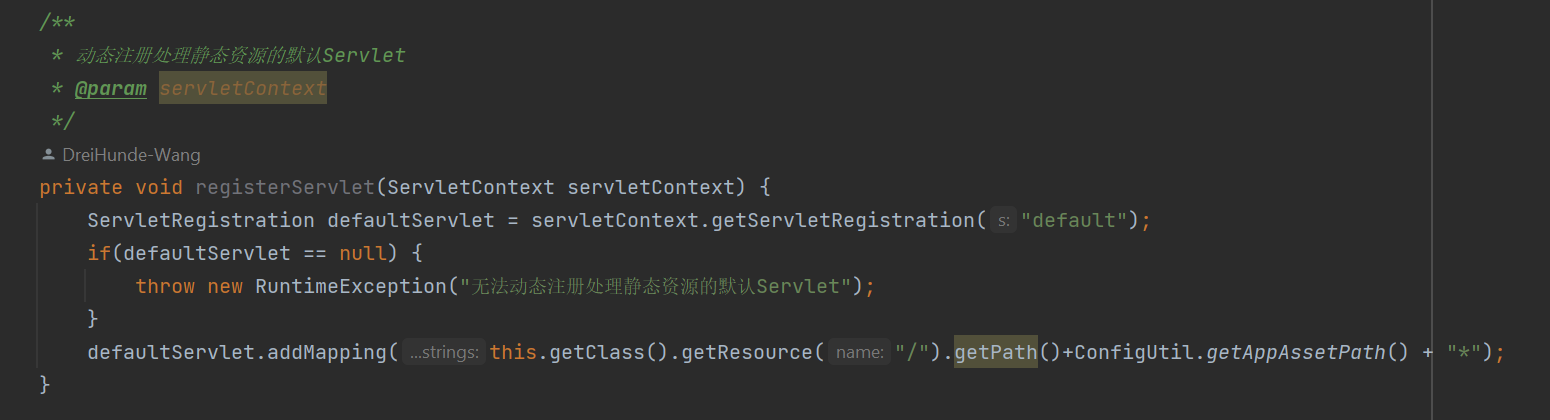 /**
 * 动态注册处理静态资源的默认Servlet
 * @param servletContext
 */
DreiHunde-Wang
private void registerServlet(ServletContext servletContext) {
    ServletRegistration defaultServlet = servletContext.getServletRegistration( s: "default");
    if(defaultServlet == null) {
        throw new RuntimeException("无法动态注册处理静态资源的默认Servlet");
    }
    defaultServlet.addMapping( ...strings: this.getClass().getResource( name: "/").getPath()+ConfigUtil.getAppAssetPath() + "*");
}